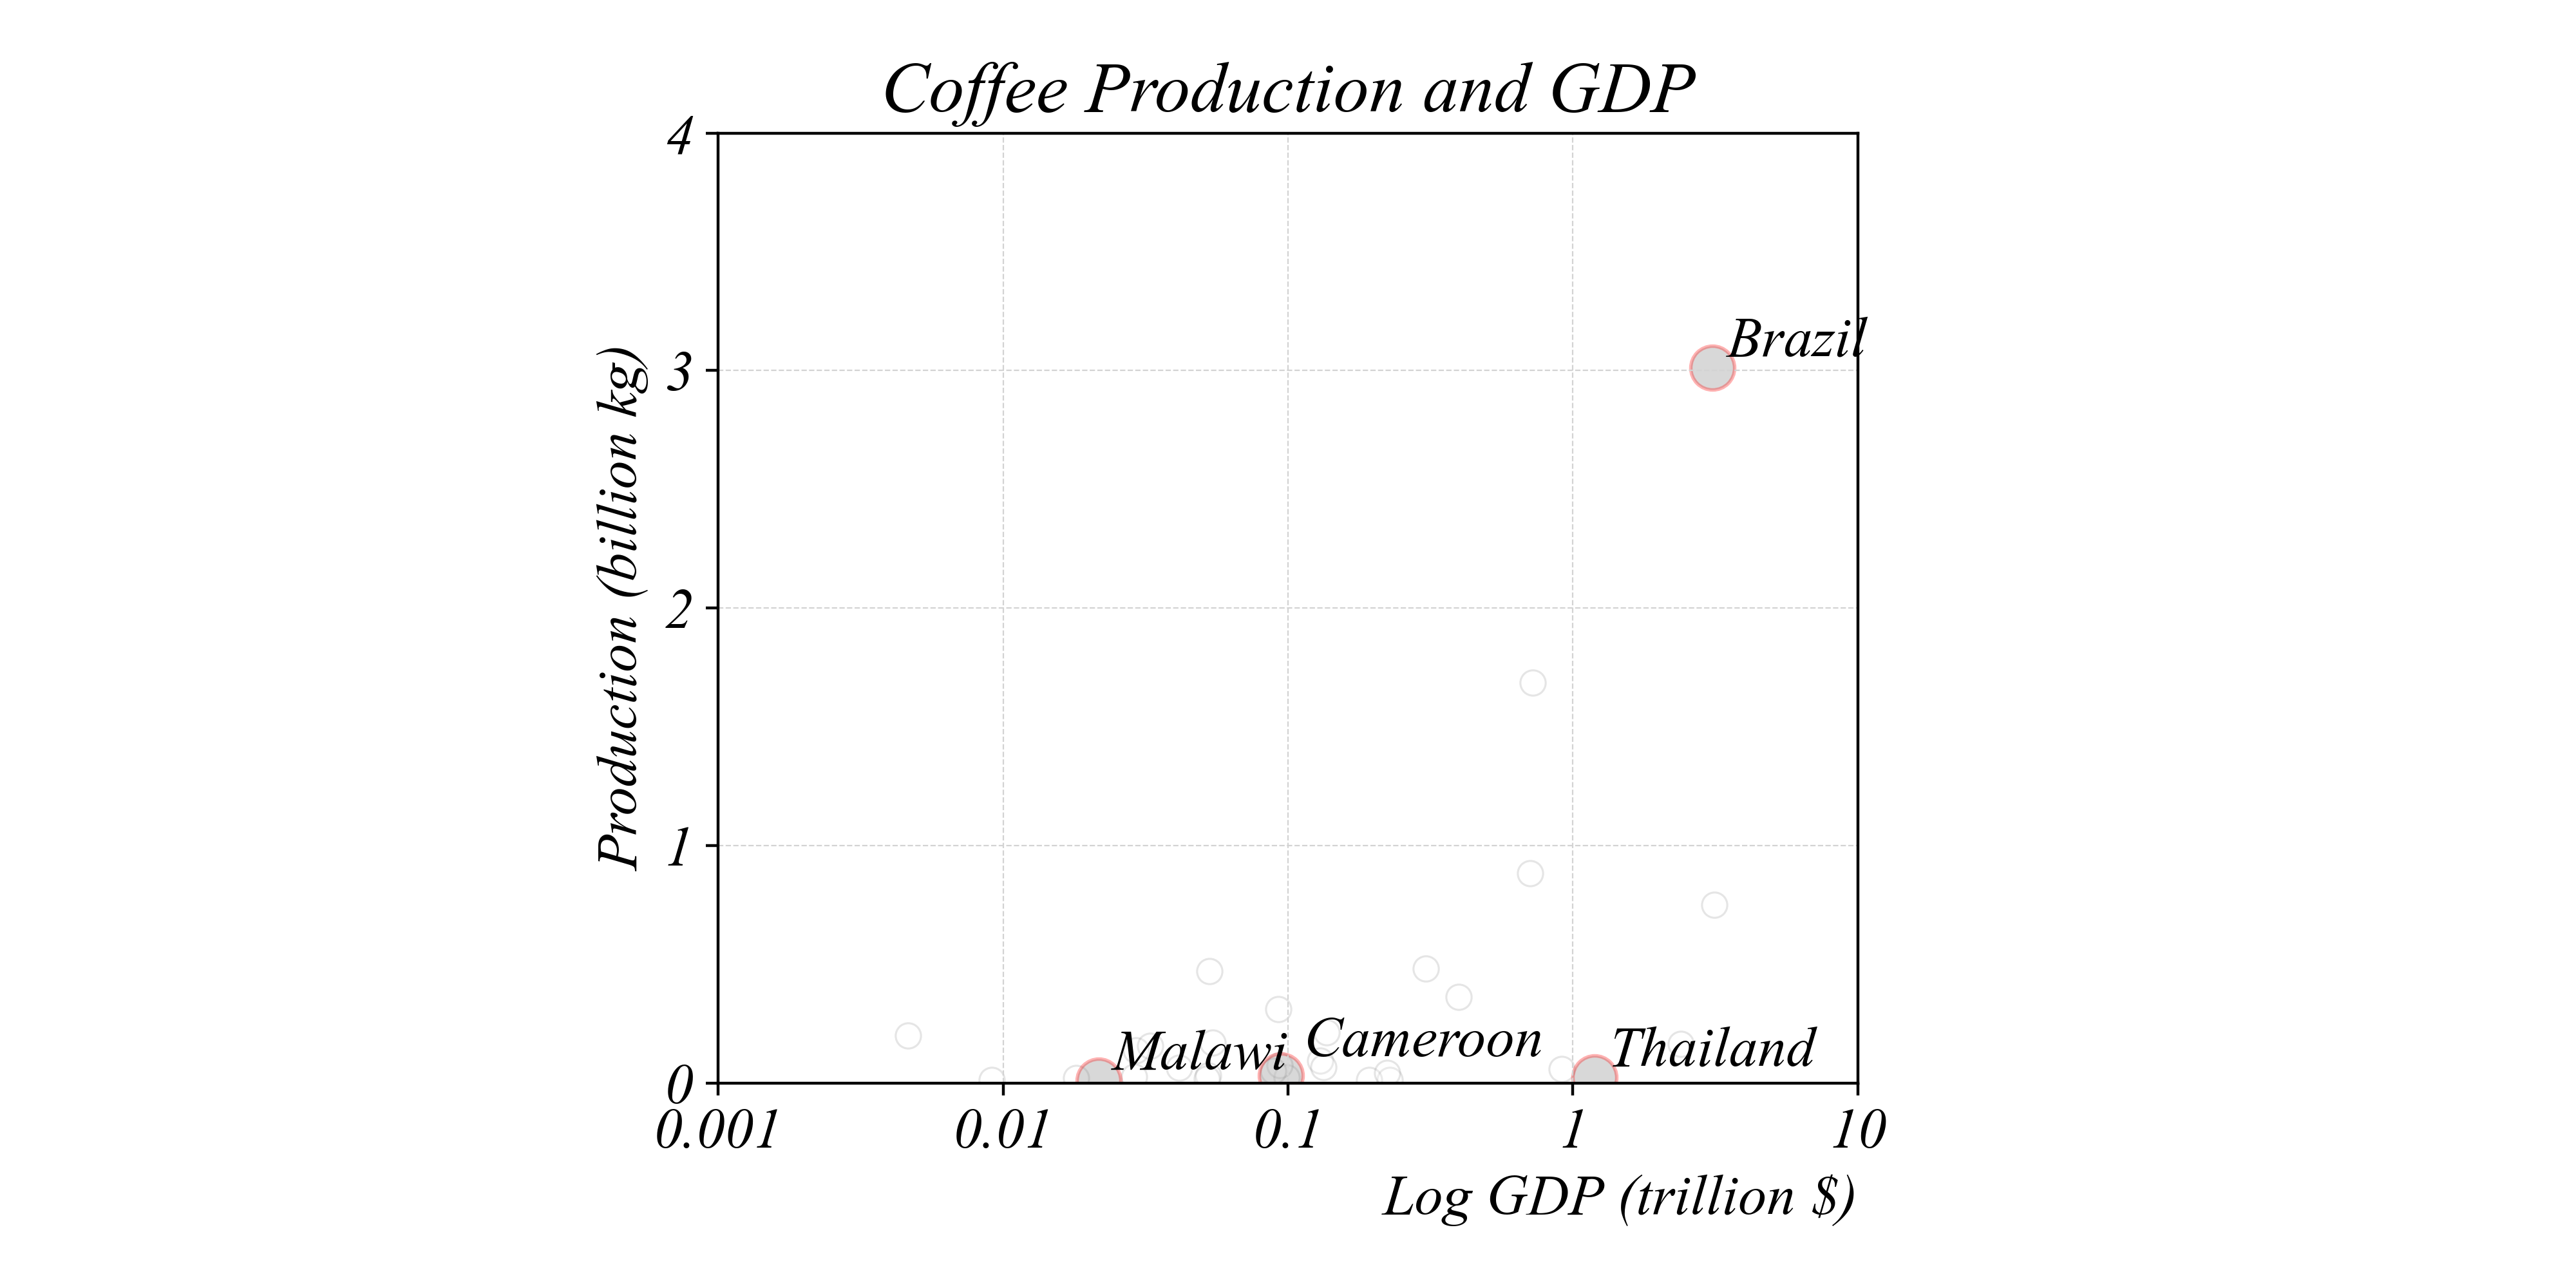 Coffee Production and GDP
4
3
2
1
0
Production (billion kg)
Brazil
Malawi
Cameroon
Thailand
0.001
0.01
0.1
1
10
Log GDP (trillion $)